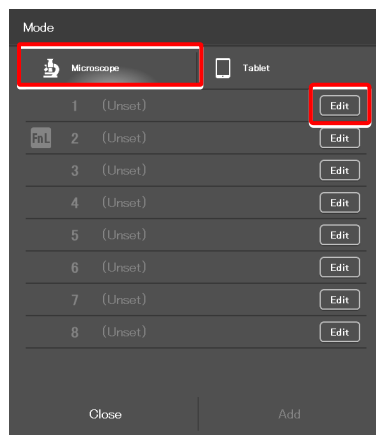 Mode
Microscope Tablet
1 (Unset) Edit
FnL 2 (Unset) Edit
3 (Unset) Edit
4 (Unset) Edit
5 (Unset) Edit
6 (Unset) Edit
7 (Unset) Edit
8 (Unset) Edit
Close Add